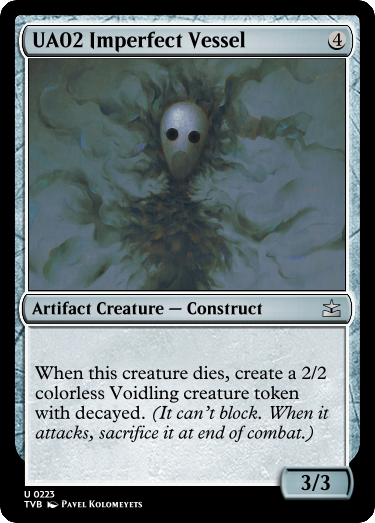 UA02 Imperfect Vessel 4
Artifact Creature — Construct
When this creature dies, create a 2/2
colorless Voidling creature token
with decayed. (It can't block. When it
attacks, sacrifice it at end of combat.)
3/3
U 0223
TVB Pavel Kolomeyets